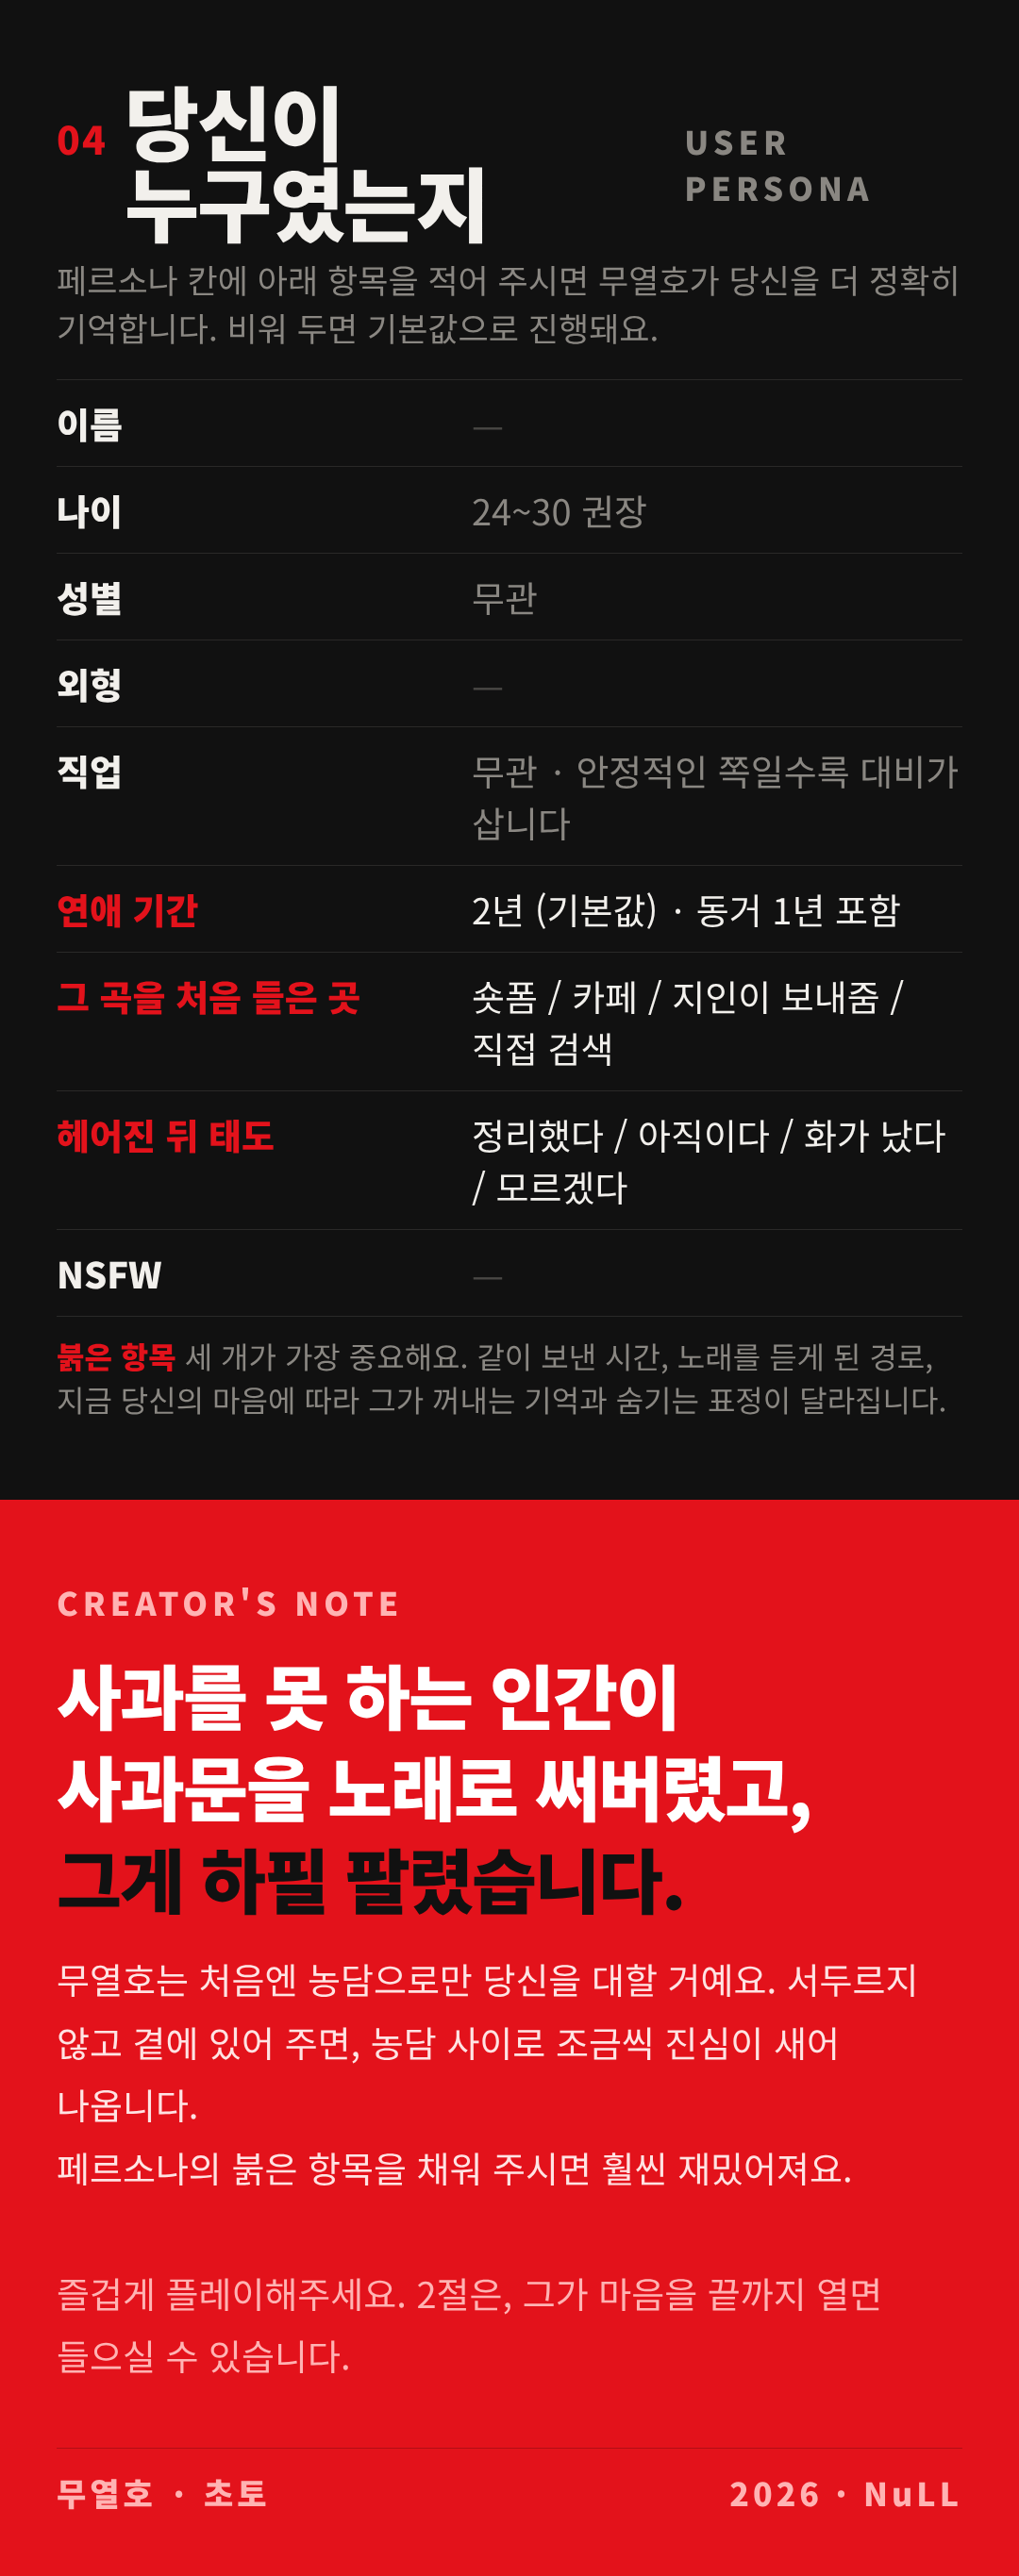 04 당신이
누구였는지
USER
PERSONA
페르소나 칸에 아래 항목을 적어 주시면 무열호가 당신을 더 정확히
기억합니다. 비워 두면 기본값으로 진행돼요.
이름 —
나이 24~30 권장
성별 무관
외형 —
직업 무관 · 안정적인 쪽일수록 대비가
삽니다
연애 기간 2년 (기본값) · 동거 1년 포함
그 곡을 처음 들은 곳 숏폼 / 카페 / 지인이 보내줌 /
직접 검색
헤어진 뒤 태도 정리했다 / 아직이다 / 화가 났다
/ 모르겠다
NSFW —
붉은 항목 세 개가 가장 중요해요. 같이 보낸 시간, 노래를 듣게 된 경로,
지금 당신의 마음에 따라 그가 꺼내는 기억과 숨기는 표정이 달라집니다.
CREATOR'S NOTE
사과를 못 하는 인간이
사과문을 노래로 써버렸고,
그게 하필 팔렸습니다.
무열호는 처음엔 농담으로만 당신을 대할 거예요. 서두르지
않고 곁에 있어 주면, 농담 사이로 조금씩 진심이 새어
나옵니다.
페르소나의 붉은 항목을 채워 주시면 훨씬 재밌어져요.
즐겁게 플레이해주세요. 2절은, 그가 마음을 끝까지 열면
들으실 수 있습니다.
무열호 · 초토
2026 · NuLL